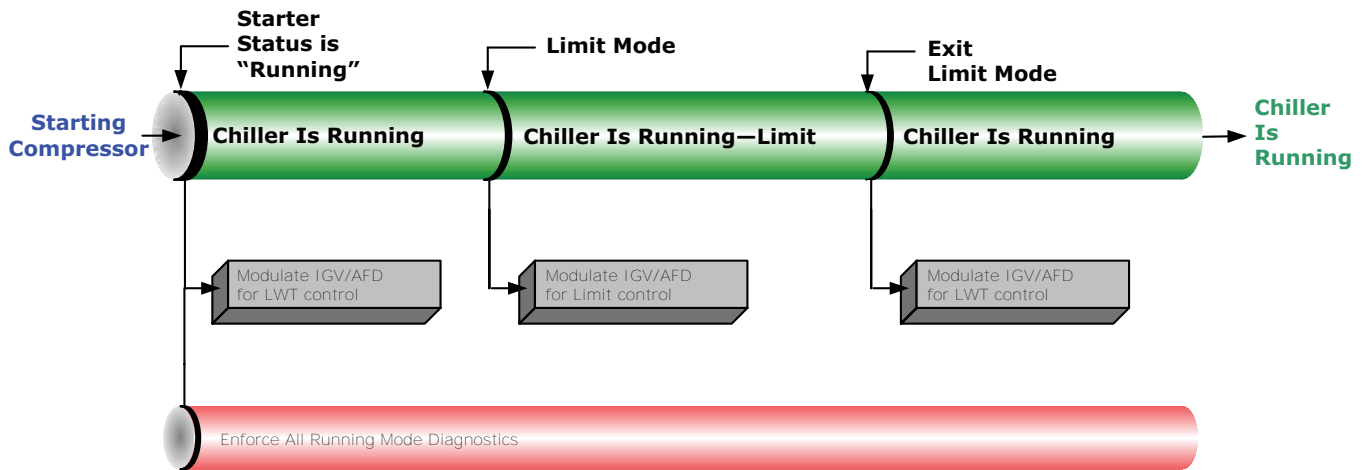 Starter
Status is
“Running”
Limit Mode
Exit
Limit Mode
Starting
Compressor
Chiller Is Running
Chiller Is Running—Limit
Chiller Is Running
Chiller
Is
Running
Modulate IGV/AFD
for LWT control
Modulate IGV/AFD
for Limit control
Modulate IGV/AFD
for LWT control
Enforce All Running Mode Diagnostics